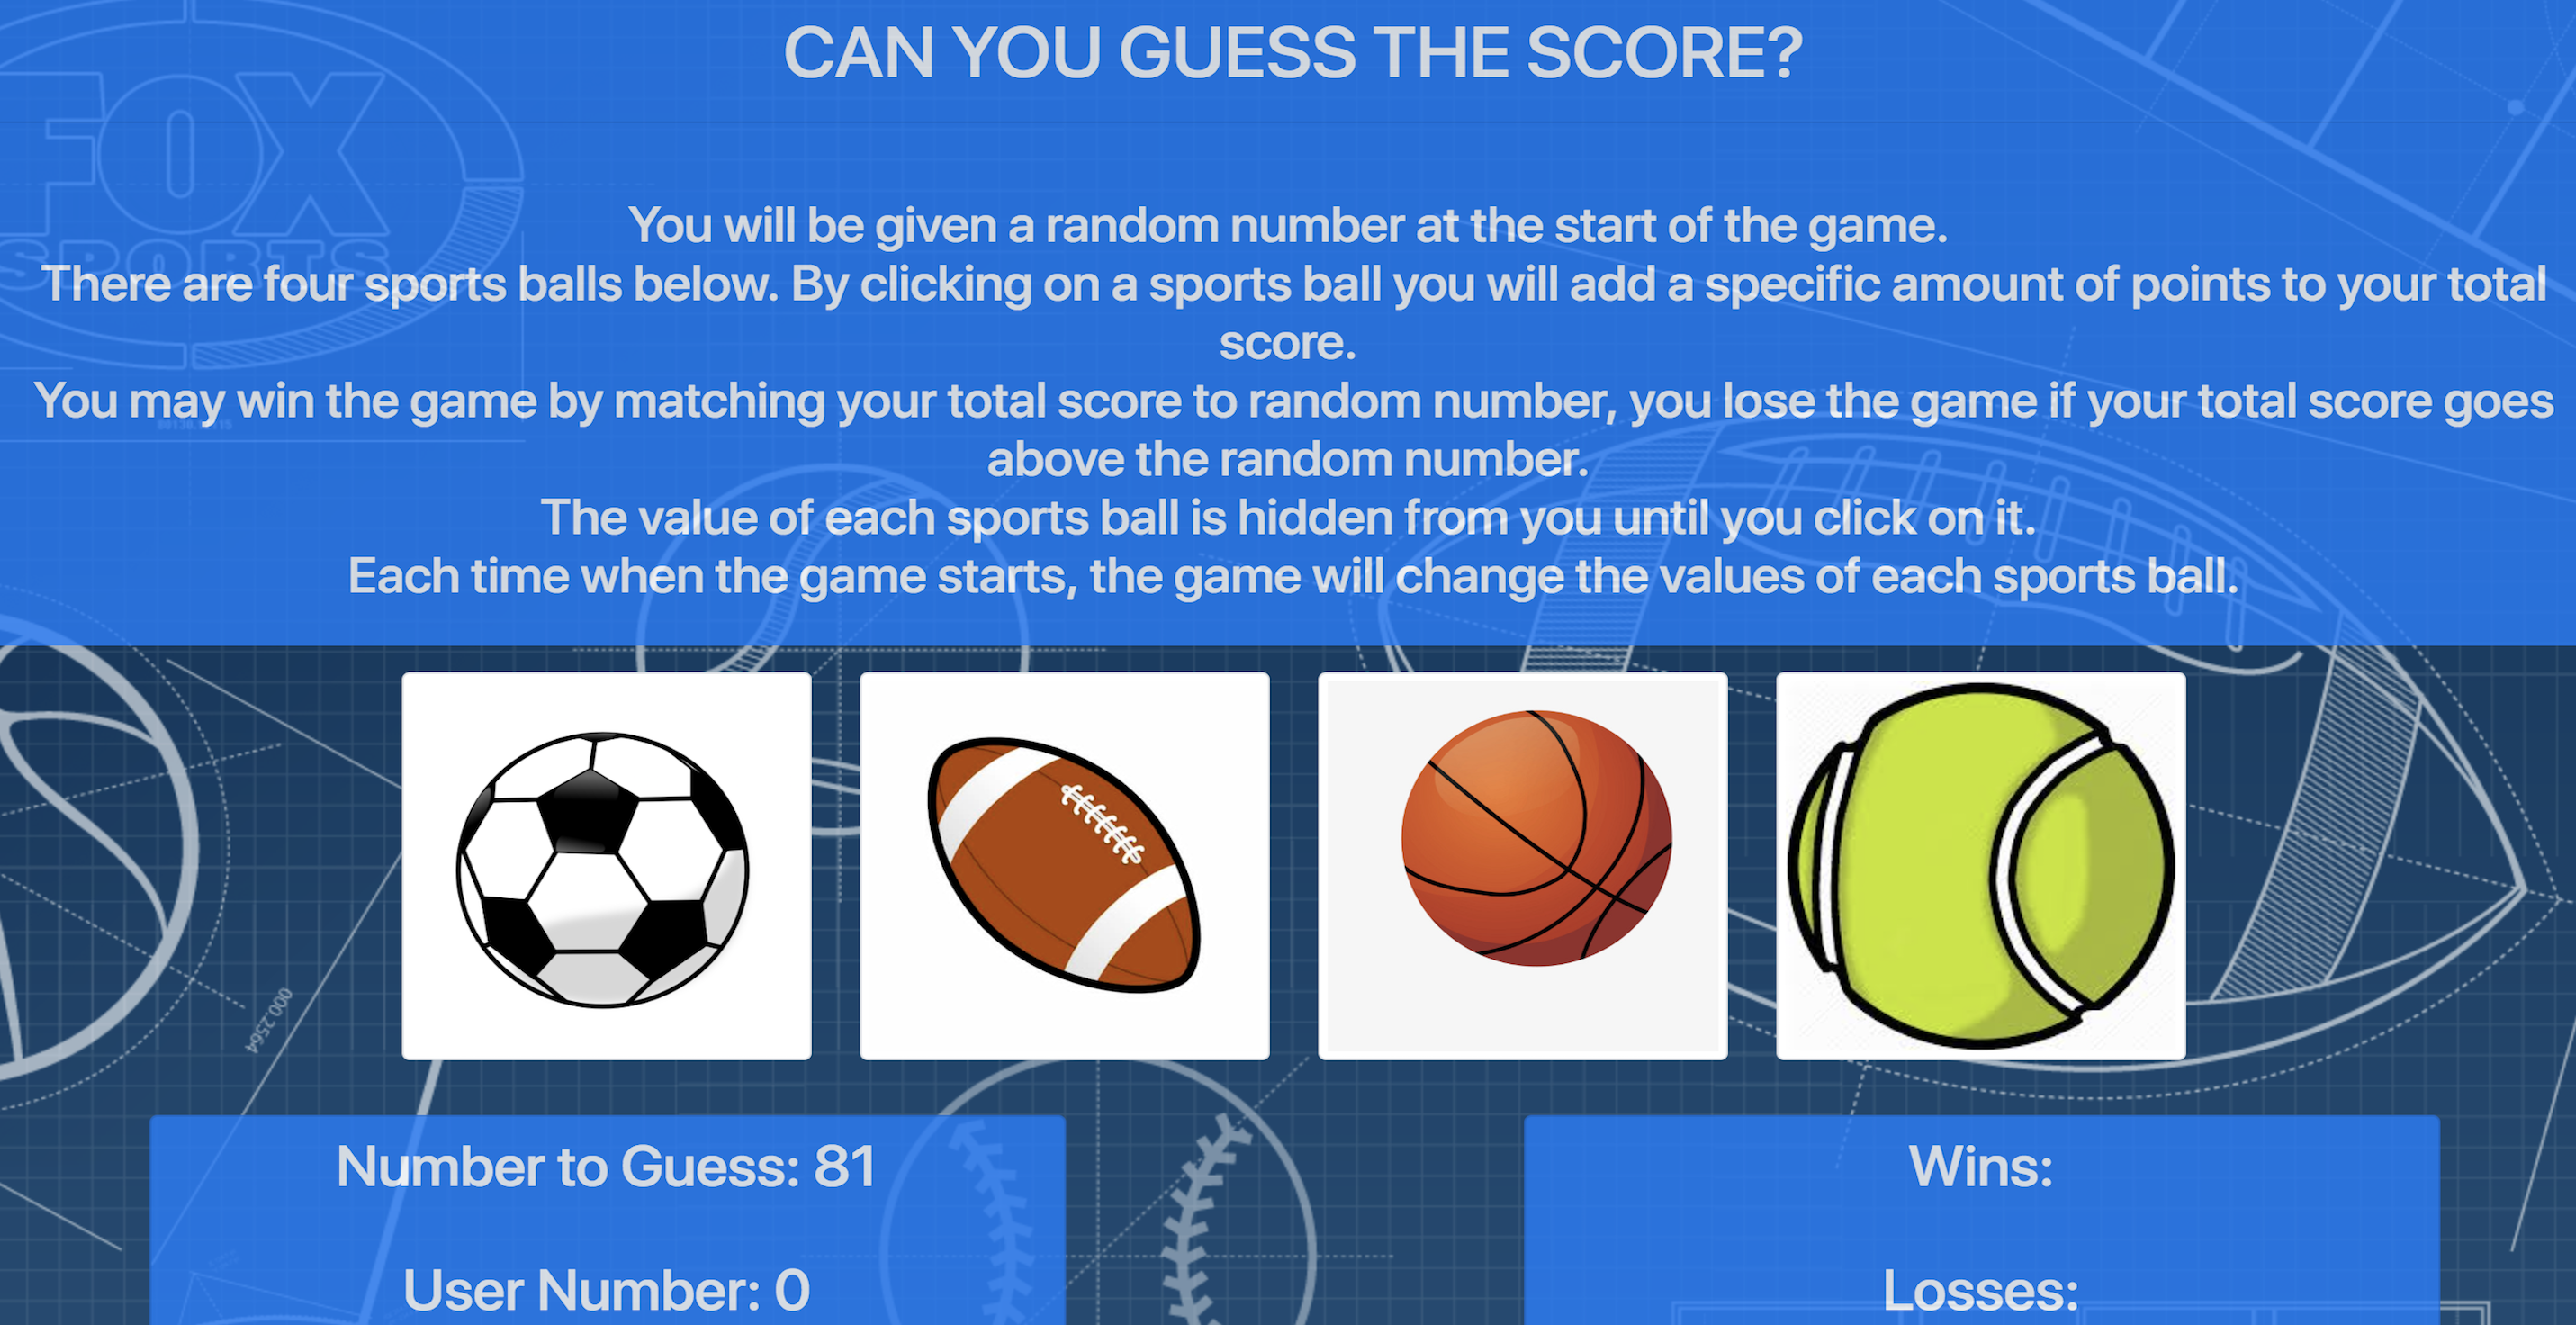 CAN YOU GUESS THE SCORE?
FOX
SPORTS
You will be given a random number at the start of the game.
There are four sports balls below. By clicking on a sports ball you will add a specific amount of points to your total
score.
You may win the game by matching your total score to random number, you lose the game if your total score goes
above the random number.
The value of each sports ball is hidden from you until you click on it.
Each time when the game starts, the game will change the values of each sports ball.
000.2564
Number to Guess: 81
Wins:
User Number: 0
Losses: